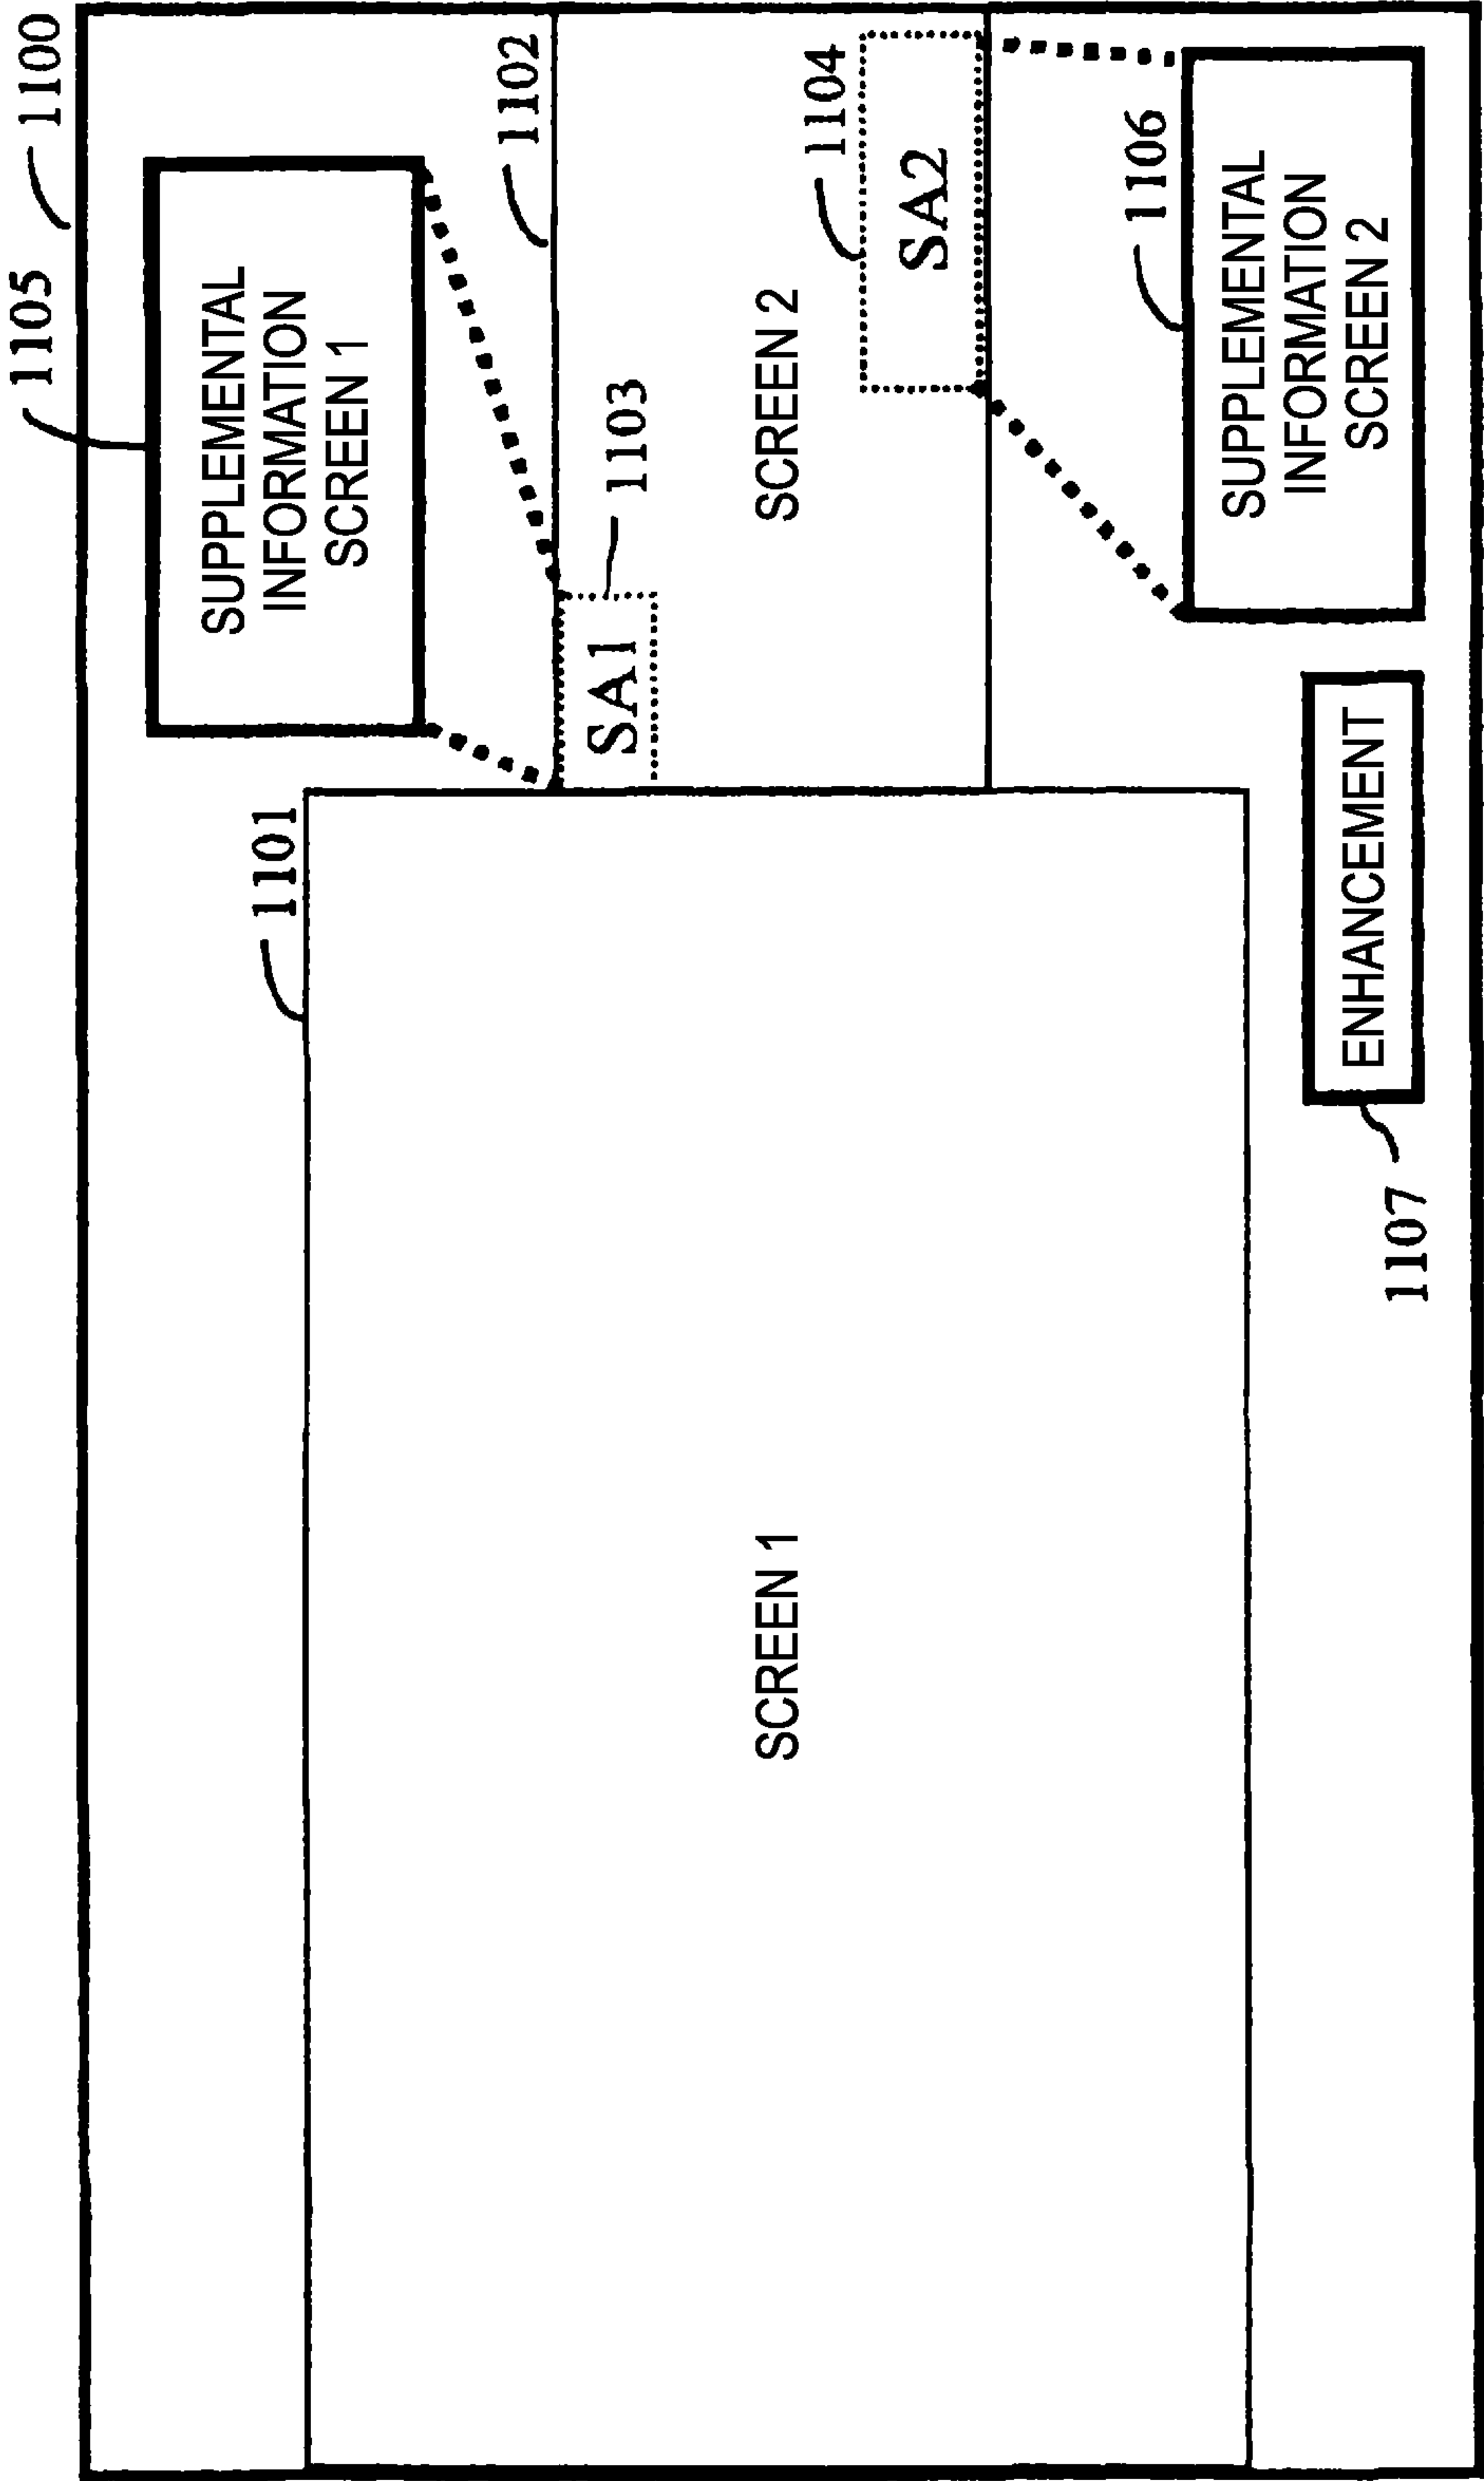 1100
1105
SUPPLEMENTAL
INFORMATION
SCREEN 1
1101
1102
1103
SA1
SCREEN 1
SCREEN 2
1104
SA2
1106
SUPPLEMENTAL
INFORMATION
SCREEN 2
ENHANCEMENT
1107